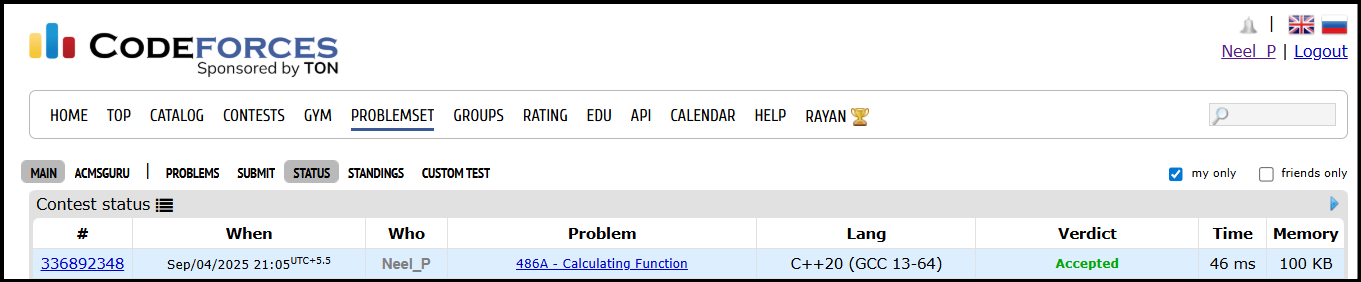 CODEFORCES
Sponsored by TON
|
Neel_P | Logout
HOME TOP CATALOG CONTESTS GYM PROBLEMSET GROUPS RATING EDU API CALENDAR HELP RAYAN
MAIN ACMSGURU | PROBLEMS SUBMIT STATUS STANDINGS CUSTOM TEST
my only friends only
Contest status
# When Who Problem Lang Verdict Time Memory
336892348 Sep/04/2025 21:05UTC+5.5 Neel_P 486A - Calculating Function C++20 (GCC 13-64) Accepted 46 ms 100 KB